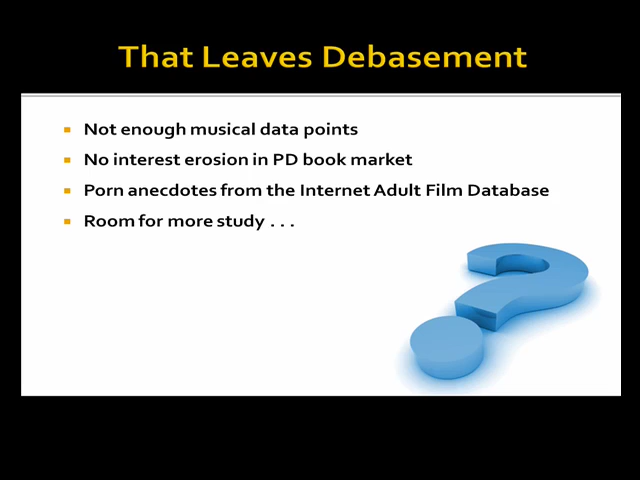 That Leaves Debasement
Not enough musical data points
No interest erosion in PD book market
Porn anecdotes from the Internet Adult Film Database
Room for more study . . .